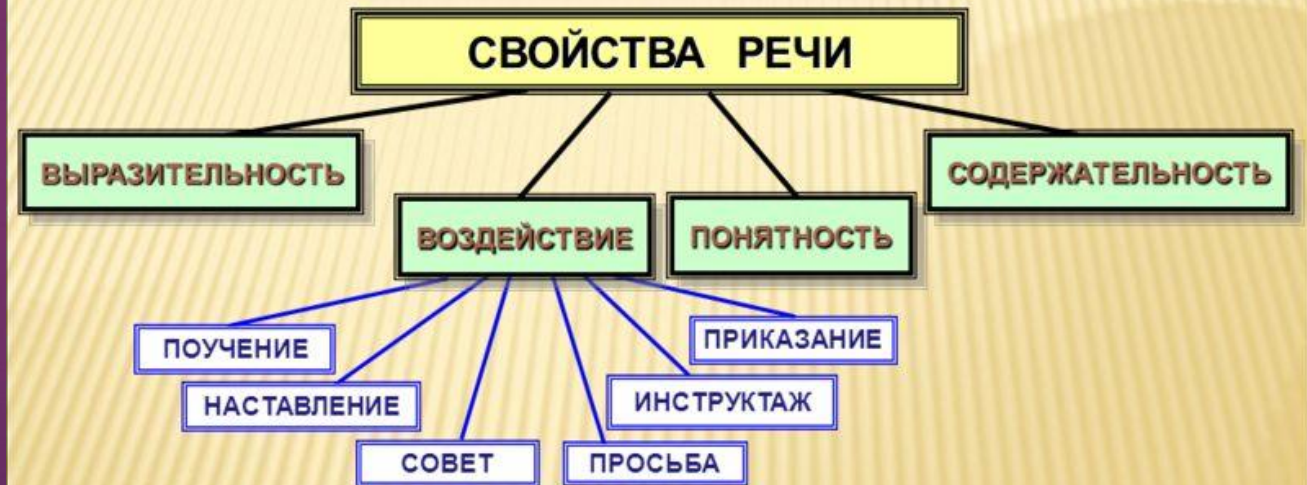 СВОЙСТВА РЕЧИ
ВЫРАЗИТЕЛЬНОСТЬ
СОДЕРЖАТЕЛЬНОСТЬ
ВОЗДЕЙСТВИЕ
ПОНЯТНОСТЬ
ПОУЧЕНИЕ
ПРИКАЗАНИЕ
НАСТАВЛЕНИЕ
ИНСТРУКТАЖ
СОВЕТ
ПРОСЬБА